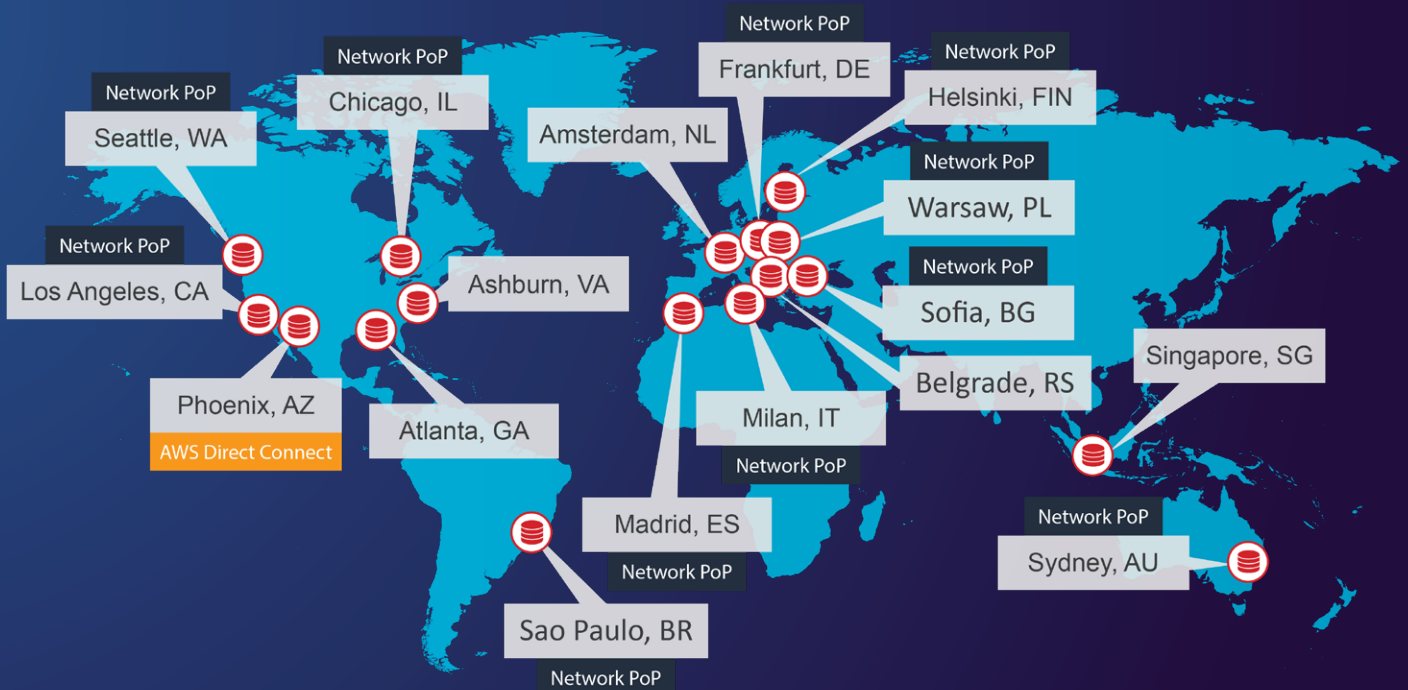 Network PoP
Seattle, WA
Network PoP
Chicago, IL
Network PoP
Frankfurt, DE
Network PoP
Helsinki, FIN
Amsterdam, NL
Network PoP
Warsaw, PL
Network PoP
Los Angeles, CA
Ashburn, VA
Network PoP
Sofia, BG
Phoenix, AZ
AWS Direct Connect
Atlanta, GA
Belgrade, RS
Singapore, SG
Milan, IT
Network PoP
Madrid, ES
Network PoP
Network PoP
Sydney, AU
Sao Paulo, BR
Network PoP